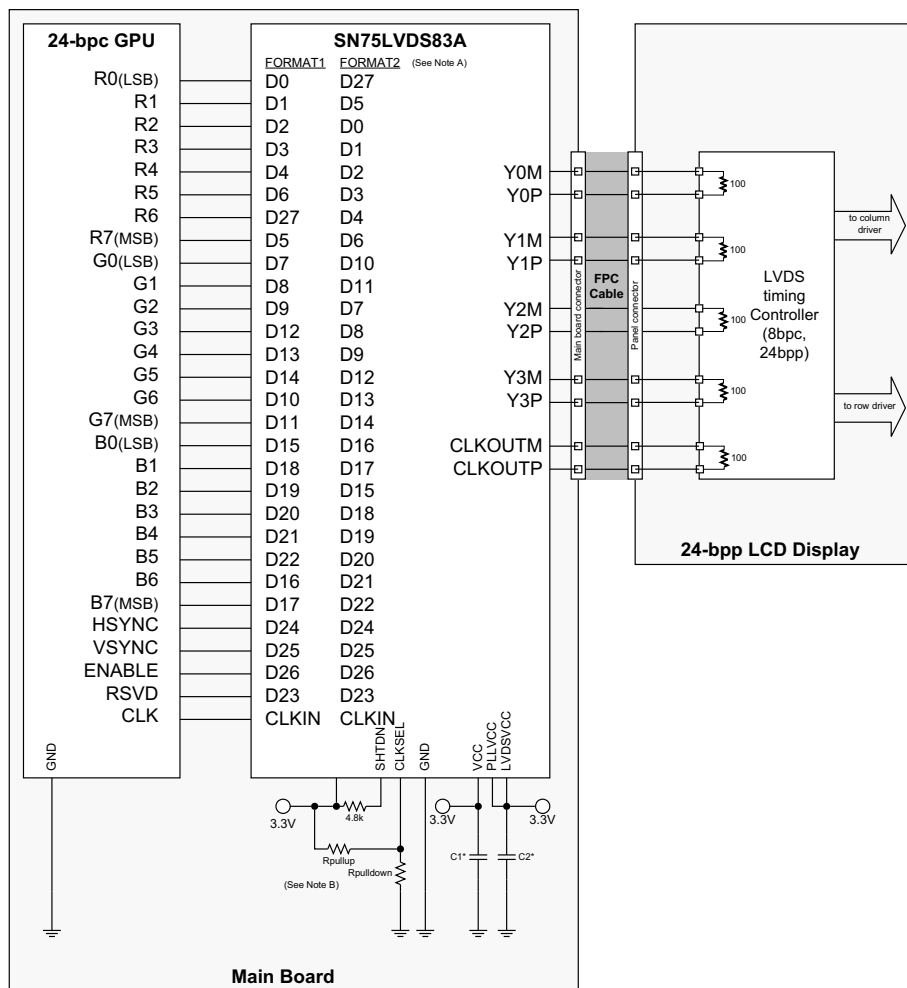 24-bpc GPU
SN75LVDS83A
FORMAT1 FORMAT2 (See Note A)
R0(LSB) D0 D27
R1 D1 D5
R2 D2 D0
R3 D3 D1
R4 D4 D2
R5 D6 D3
R6 D27 D4
R7(MSB) D5 D6
G0(LSB) D7 D10
G1 D8 D11
G2 D9 D7
G3 D12 D8
G4 D13 D9
G5 D14 D12
G6 D10 D13
G7(MSB) D11 D14
B0(LSB) D15 D16
B1 D18 D17
B2 D19 D15
B3 D20 D18
B4 D21 D19
B5 D22 D20
B6 D16 D21
B7(MSB) D17 D22
HSYNC D24 D24
VSYNC D25 D25
ENABLE D26 D26
RSVD D23 D23
CLK CLKIN CLKIN
Y0M
Y0P
Y1M
Y1P
Y2M
Y2P
Y3M
Y3P
CLKOUTM
CLKOUTP
Main board connector
FPC
Cable
Panel connector
100
100
100
100
100
LVDS
timing
Controller
(8bpc,
24bpp)
to column
driver
to row driver
24-bpp LCD Display
GND
SHTDN
CLKSEL
GND
VCC
PLLVCC
LVDSVCC
3.3V
4.8k
3.3V
3.3V
Rpullup
Rpulldown
C1*
C2*
(See Note B)
Main Board